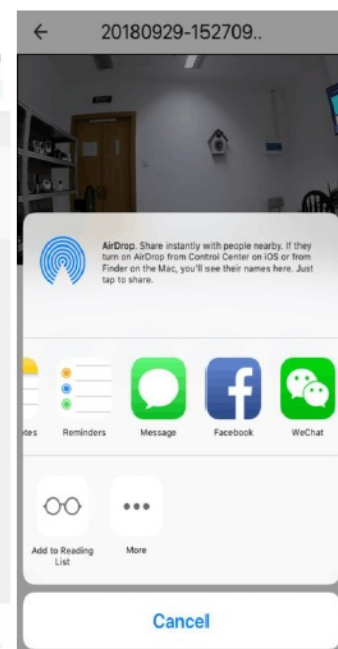 ← 20180929-152709..
AirDrop. Share instantly with people nearby. If they
turn on AirDrop from Control Center on iOS or from
Finder on the Mac, you'll see their names here. Just
tap to share.
tes Reminders Message Facebook WeChat
Add to Reading More
List
Cancel